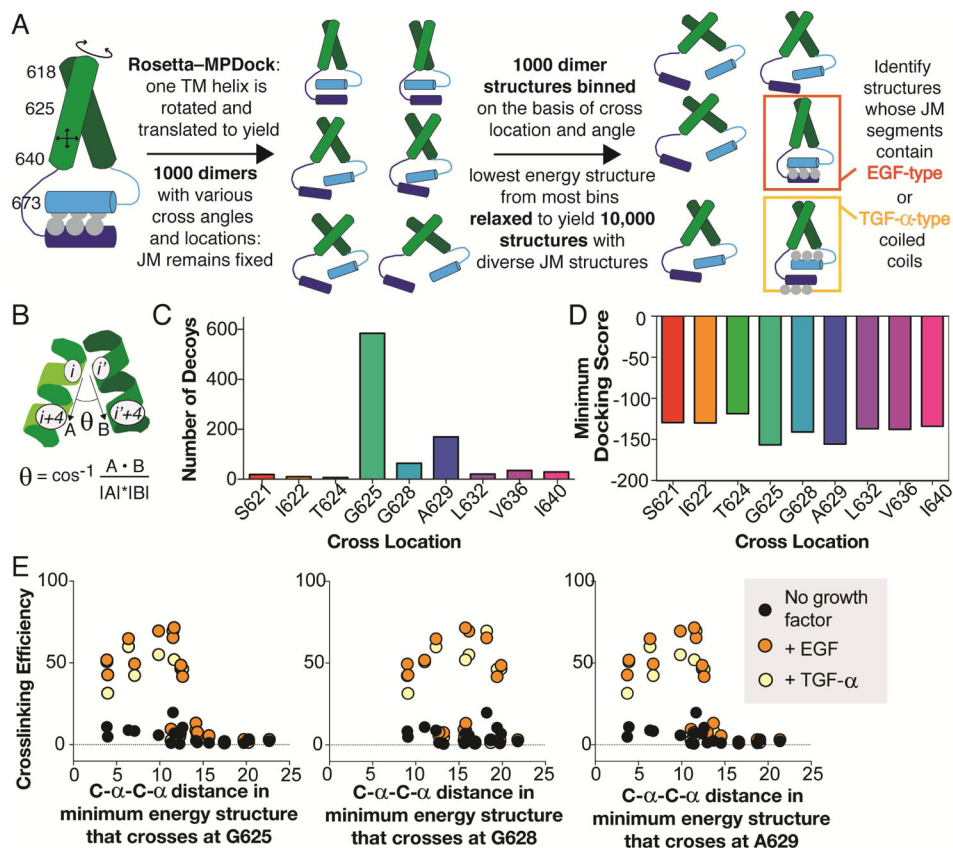 A
618
625
640
673
Rosetta–MPDock:
one TM helix is
rotated and
translated to yield
1000 dimers
with various
cross angles
and locations:
JM remains fixed
1000 dimer
structures binned
on the basis of cross
location and angle
lowest energy structure
from most bins
relaxed to yield 10,000
structures with
diverse JM structures
Identify
structures
whose JM
segments
contain
EGF-type
or
TGF-α-type
coiled
coils
B
i
i'
i+4
i'+4
A
θ
B
θ = cos-1 A • B
|A|*|B|
C
Number of Decoys
600
400
200
0
S621
I622
T624
G625
G628
A629
L632
V636
I640
Cross Location
D
Minimum
Docking Score
0
-50
-100
-150
-200
S621
I622
T624
G625
G628
A629
L632
V636
I640
Cross Location
E
Crosslinking Efficiency
100
50
0
0 5 10 15 20 25
C-α-C-α distance in
minimum energy structure
that crosses at G625
100
50
0
0 5 10 15 20 25
C-α-C-α distance in
minimum energy structure
that crosses at G628
100
50
0
0 5 10 15 20 25
C-α-C-α distance in
minimum energy structure
that croses at A629
No growth
factor
+ EGF
+ TGF-α